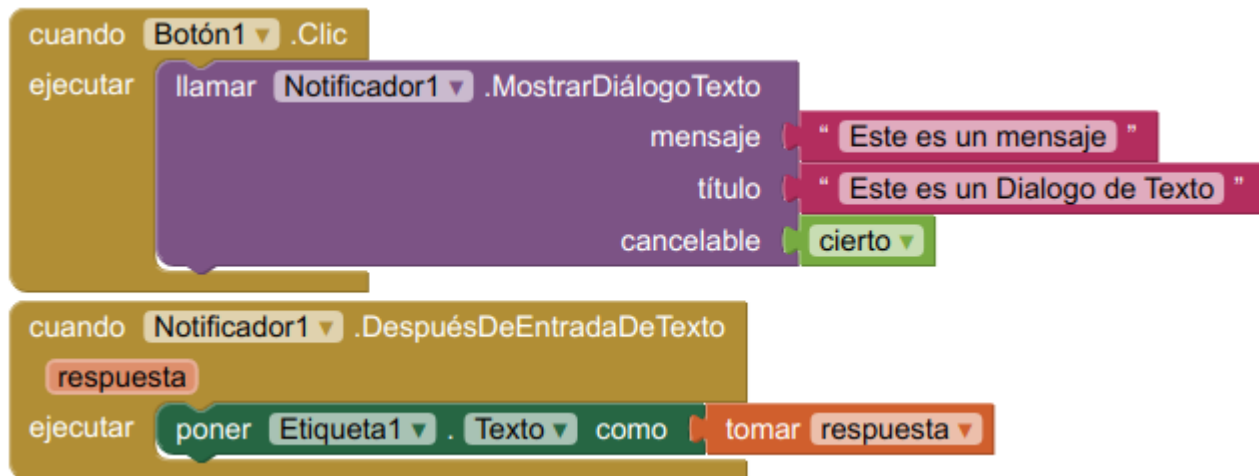 cuando Botón1 .Clic
ejecutar llamar Notificador1 .MostrarDiálogoTexto
mensaje " Este es un mensaje "
título " Este es un Dialogo de Texto "
cancelable cierto
cuando Notificador1 .DespuésDeEntradaDeTexto
respuesta
ejecutar poner Etiqueta1 . Texto como tomar respuesta